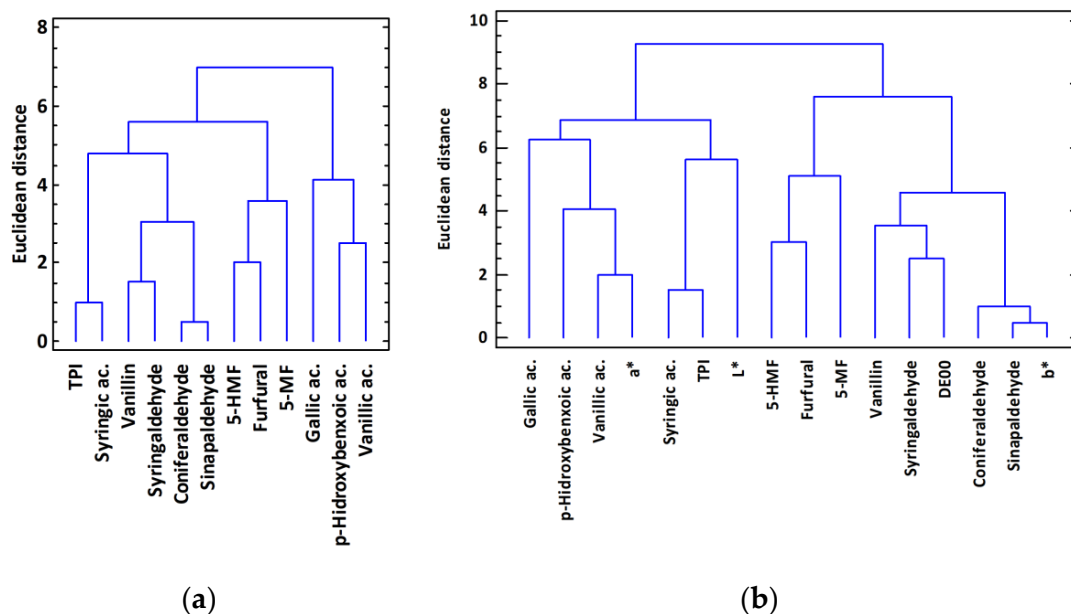 Euclidean distance
8
6
4
2
0
TPI
Syringic ac.
Vanillin
Syringaldehyde
Coniferaldehyde
Sinapaldehyde
5-HMF
Furfural
5-MF
Gallic ac.
p-Hidroxybenxoic ac.
Vanillic ac.
(a)
Euclidean distance
10
8
6
4
2
0
Gallic ac.
p-Hidroxybenxoic ac.
Vanillic ac.
a*
Syringic ac.
TPI
L*
5-HMF
Furfural
5-MF
Vanillin
Syringaldehyde
DE00
Coniferaldehyde
Sinapaldehyde
b*
(b)